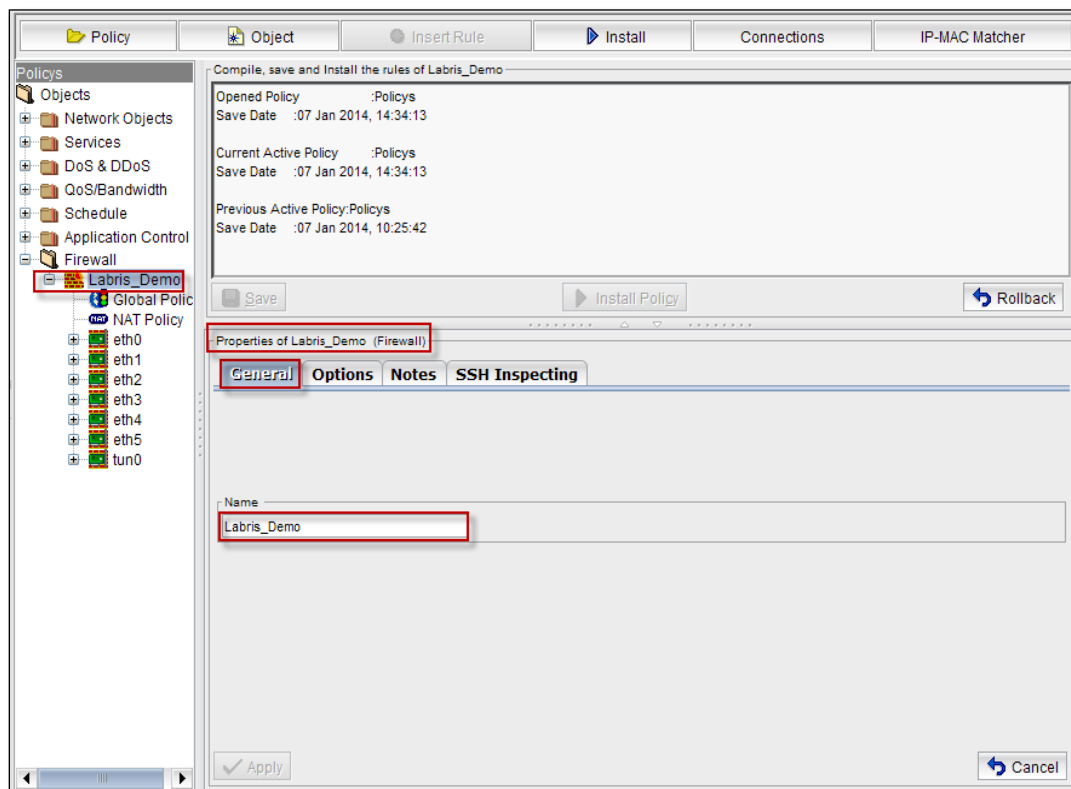 Policy Object Insert Rule Install Connections IP-MAC Matcher
Policys
Objects
Network Objects
Services
DoS & DDoS
QoS/Bandwidth
Schedule
Application Control
Firewall
Labris_Demo
Global Polic
NAT NAT Policy
eth0
eth1
eth2
eth3
eth4
eth5
tun0
Compile, save and Install the rules of Labris_Demo
Opened Policy :Policys
Save Date :07 Jan 2014, 14:34:13
Current Active Policy :Policys
Save Date :07 Jan 2014, 14:34:13
Previous Active Policy:Policys
Save Date :07 Jan 2014, 10:25:42
Save Install Policy Rollback
Properties of Labris_Demo (Firewall)
General Options Notes SSH Inspecting
Name
Labris_Demo
Apply Cancel